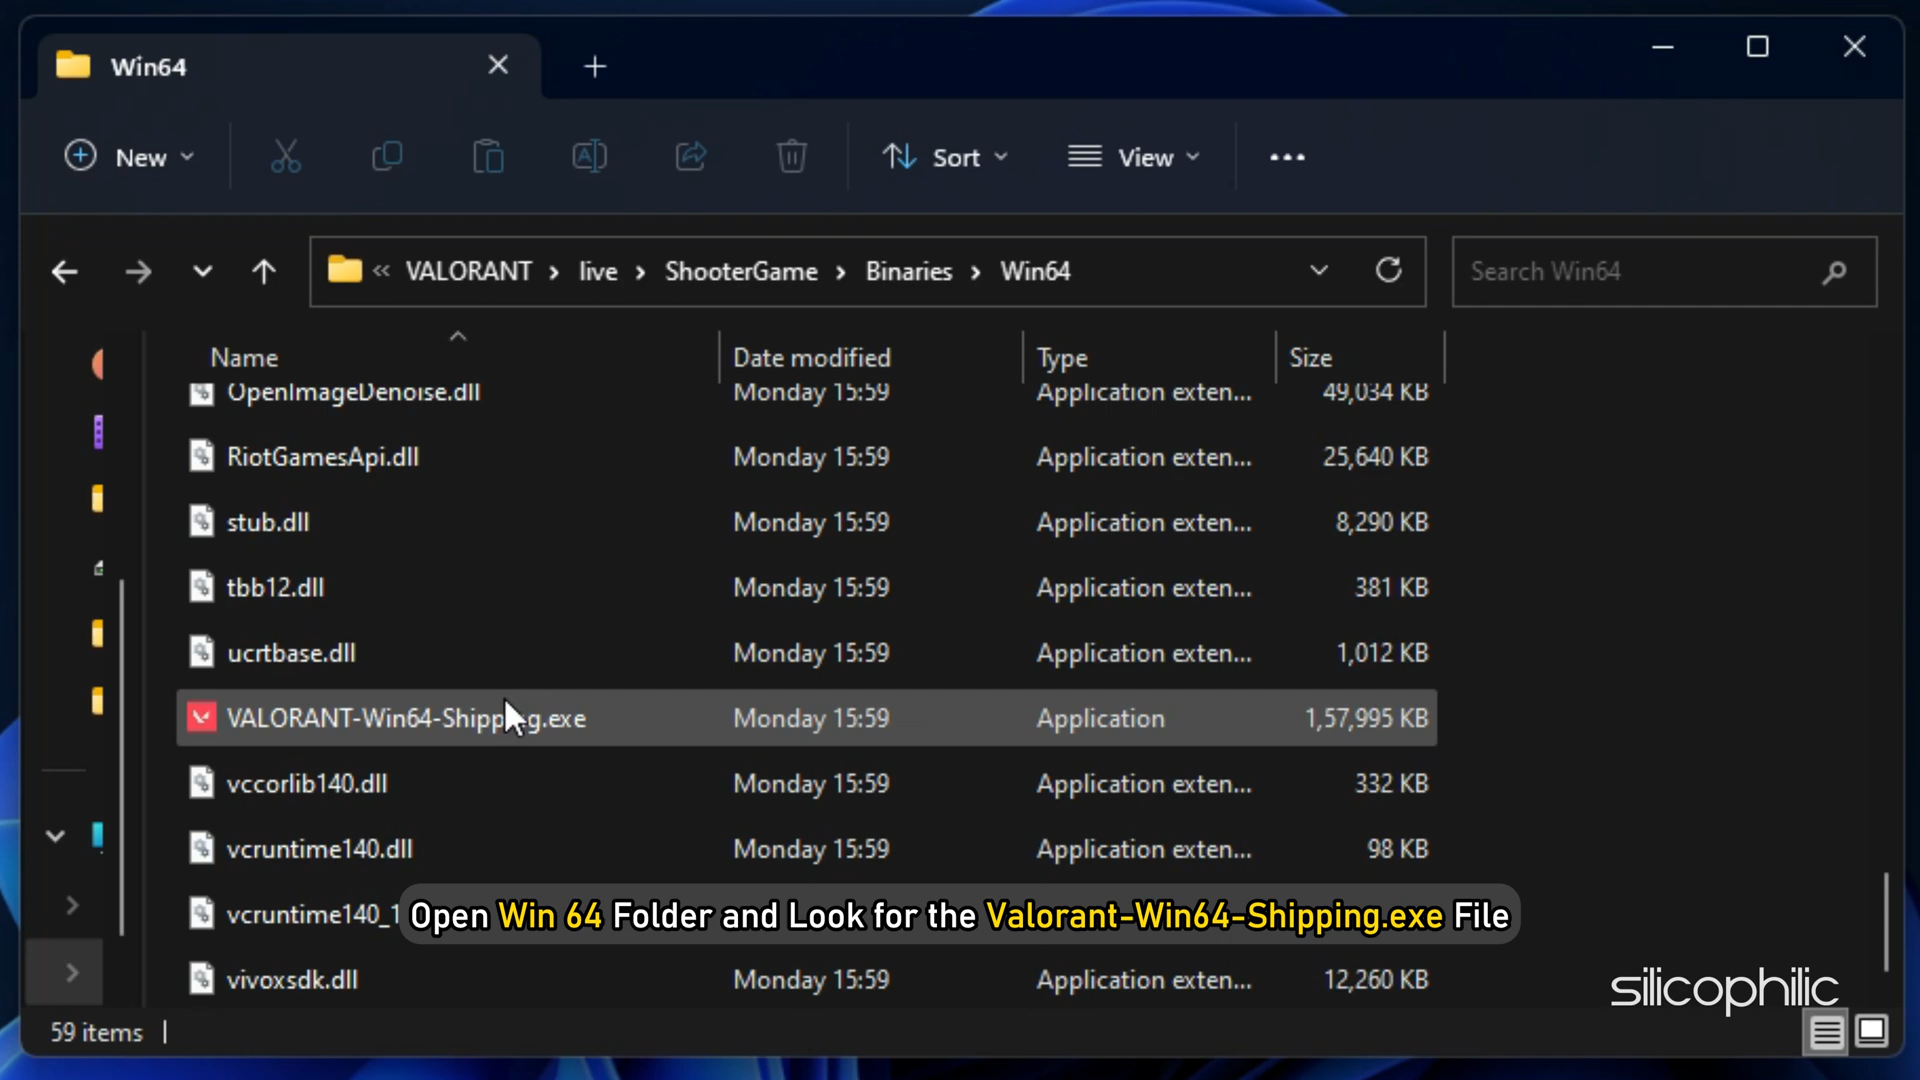 Win64
New
Sort
View
« VALORANT › live › ShooterGame › Binaries › Win64
Search Win64
Name Date modified Type Size
OpenImageDenoise.dll Monday 15:59 Application exten... 49,034 KB
RiotGamesApi.dll Monday 15:59 Application exten... 25,640 KB
stub.dll Monday 15:59 Application exten... 8,290 KB
tbb12.dll Monday 15:59 Application exten... 381 KB
ucrtbase.dll Monday 15:59 Application exten... 1,012 KB
VALORANT-Win64-Shipping.exe Monday 15:59 Application 1,57,995 KB
vccorlib140.dll Monday 15:59 Application exten... 332 KB
vcruntime140.dll Monday 15:59 Application exten... 98 KB
vcruntime140_1
Open Win 64 Folder and Look for the Valorant-Win64-Shipping.exe File
vivoxsdk.dll Monday 15:59 Application exten... 12,260 KB
silicophilic
59 items